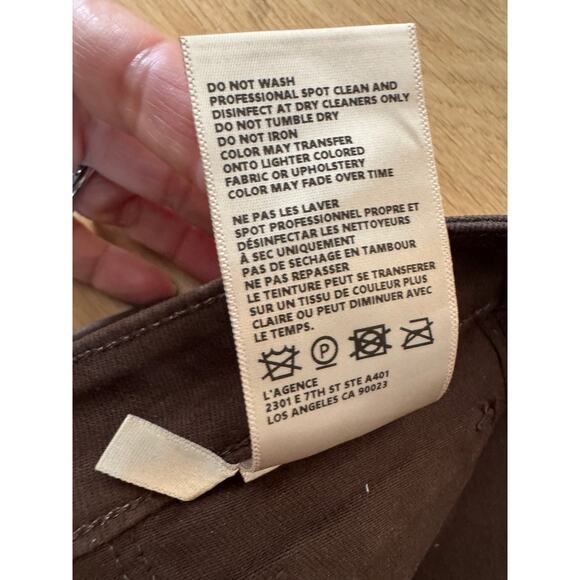 DO NOT WASH
PROFESSIONAL SPOT CLEAN AND
DISINFECT AT DRY CLEANERS ONLY
DO NOT TUMBLE DRY
DO NOT IRON
COLOR MAY TRANSFER
ONTO LIGHTER COLORED
FABRIC OR UPHOLSTERY
COLOR MAY FADE OVER TIME
NE PAS LES LAVER
SPOT PROFESSIONNEL PROPRE ET
DÉSINFECTAR LES NETTOYEURS
À SEC UNIQUEMENT
PAS DE SECHAGE EN TAMBOUR
NE PAS REPASSER
LE TEINTURE PEUT SE TRANSFERER
SUR UN TISSU DE COULEUR PLUS
CLAIRE OU PEUT DIMINUER AVEC
LE TEMPS.
P
L'AGENCE
2301 E 7TH ST STE A401
LOS ANGELES CA 90023